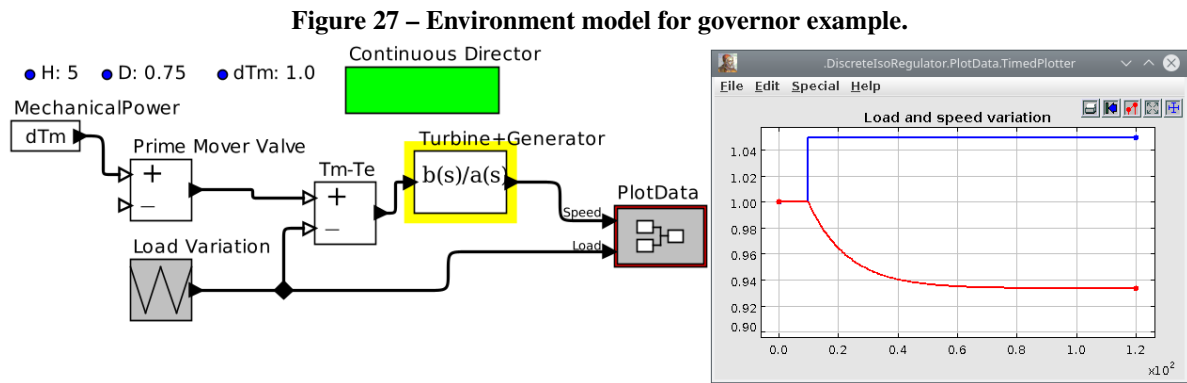 Figure 27 – Environment model for governor example.
Continuous Director
H: 5 D: 0.75 dTm: 1.0
MechanicalPower
dTm
Prime Mover Valve
+
−
Tm-Te
+
−
Turbine+Generator
b(s)/a(s)
PlotData
Speed
Load
Load Variation
.DiscreteIsoRegulator.PlotData.TimedPlotter
File Edit Special Help
Load and speed variation
1.04
1.02
1.00
0.98
0.96
0.94
0.92
0.90
0.0 0.2 0.4 0.6 0.8 1.0 1.2
x10²